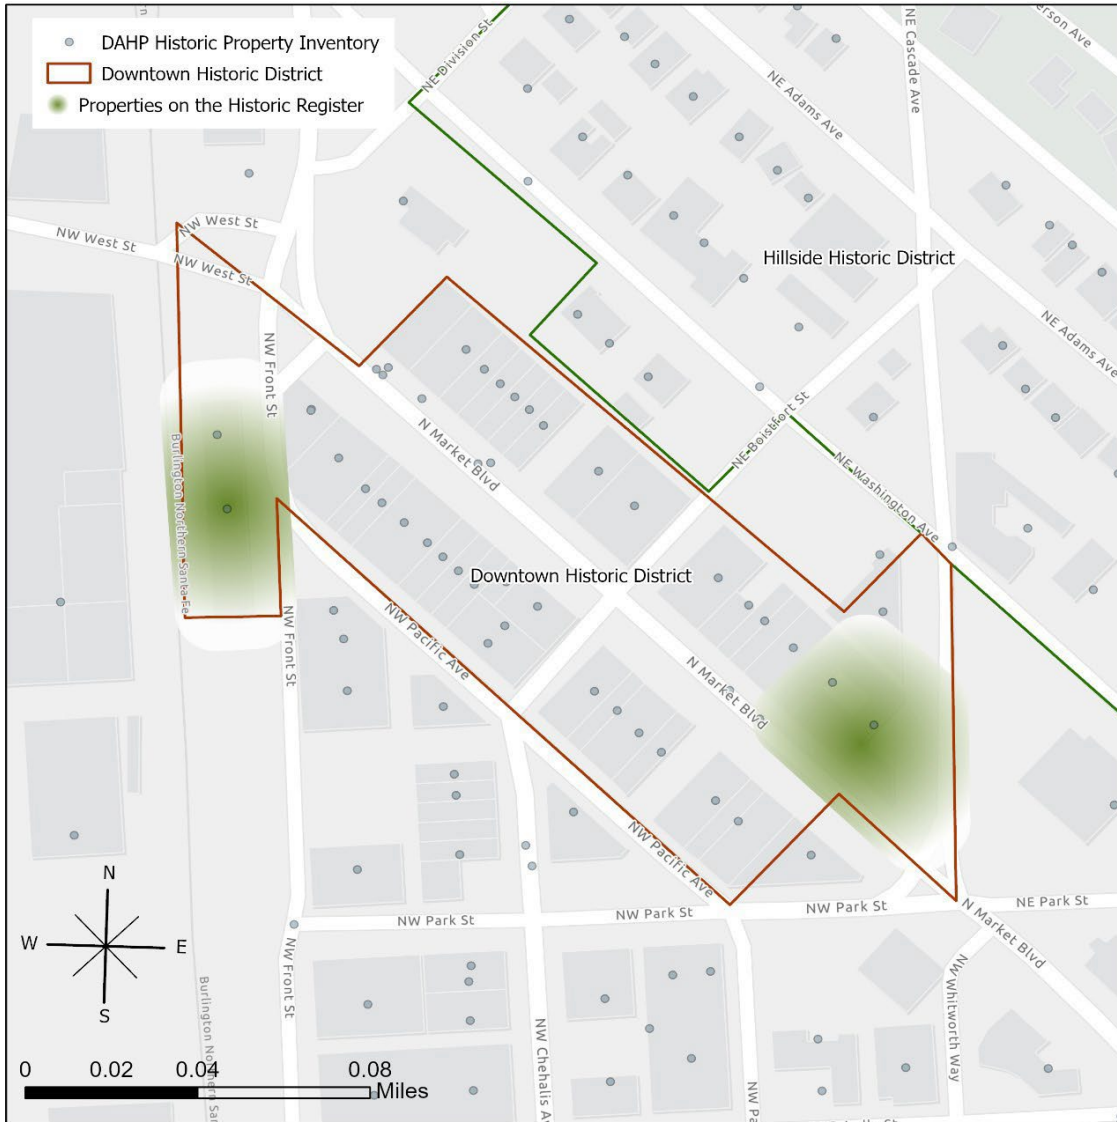 DAHP Historic Property Inventory
Downtown Historic District
Properties on the Historic Register
NE Division St
NE Cascade Ave
erson Ave
NE Adams Ave
NW West St
NW West St
NW West St
Hillside Historic District
NE Adams Ave
NW Front St
N Market Blvd
NE Boistfort St
NE Washington Ave
Burlington Northern Santa Fe
Downtown Historic District
NW Front St
NW Pacific Ave
N Market Blvd
NW Pacific Ave
NW Park St
NW Park St
NW Park St
NE Park St
N Market Blvd
N
W
E
S
NW Front St
Burlington Northern San
NW Chehalis Av
NW Pa
NW Whitworth Way
0
0.02
0.04
0.08
Miles